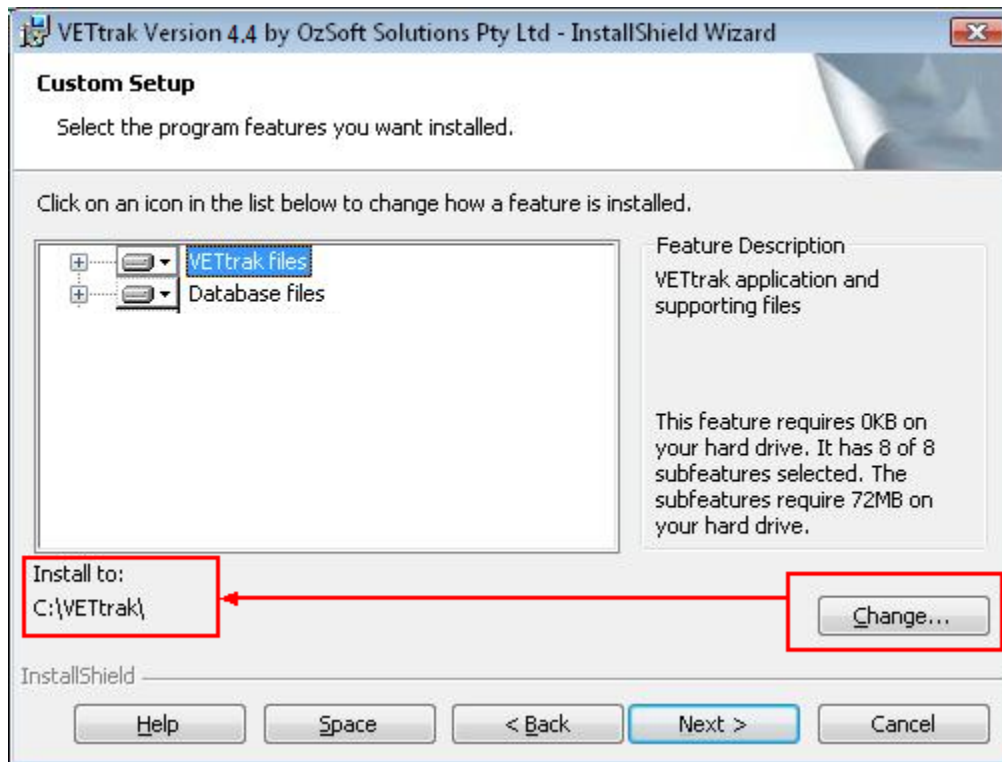 VETtrak Version 4.4 by OzSoft Solutions Pty Ltd - InstallShield Wizard
Custom Setup
Select the program features you want installed.
Click on an icon in the list below to change how a feature is installed.
VETtrak files
Database files
Feature Description
VETtrak application and
supporting files
This feature requires 0KB on
your hard drive. It has 8 of 8
subfeatures selected. The
subfeatures require 72MB on
your hard drive.
Install to:
C:\VETtrak\
Change...
InstallShield
Help
Space
< Back
Next >
Cancel